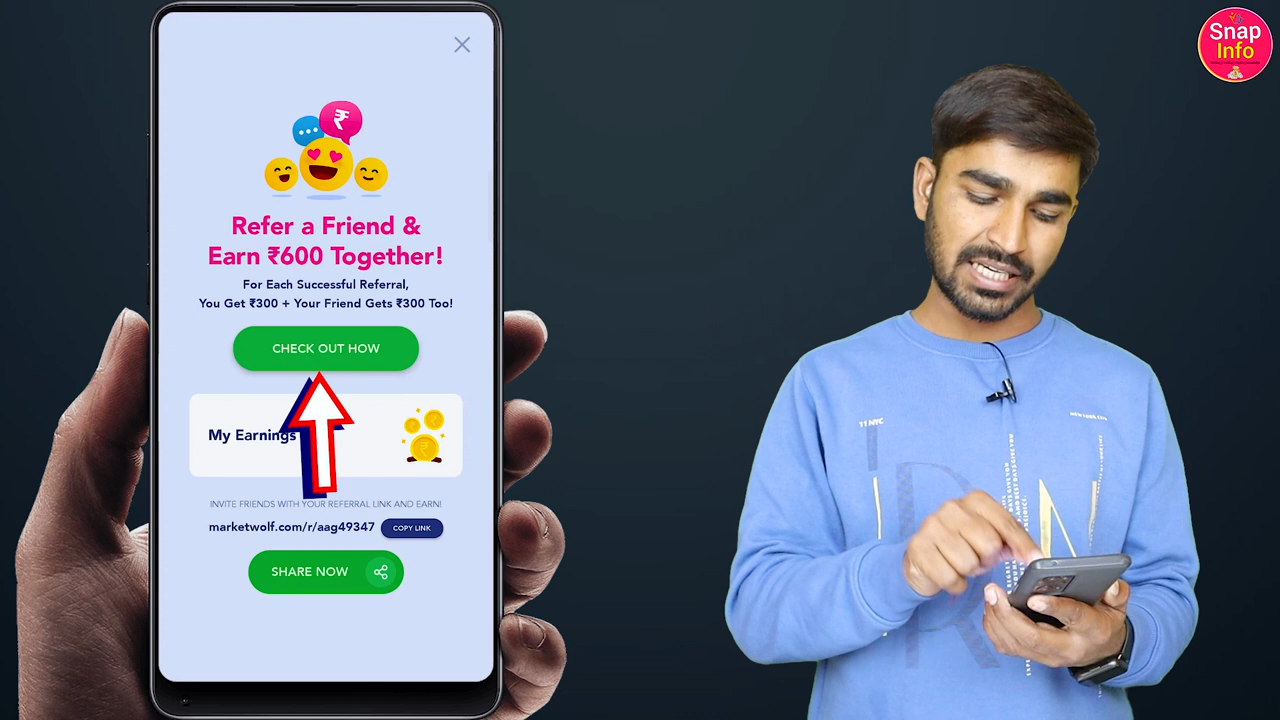 Refer a Friend &
Earn ₹600 Together!
For Each Successful Referral,
You Get ₹300 + Your Friend Gets ₹300 Too!
CHECK OUT HOW
My Earnings
INVITE FRIENDS WITH YOUR REFERRAL LINK AND EARN!
marketwolf.com/r/aag49347
COPY LINK
SHARE NOW
Snap
Info
11 NYC